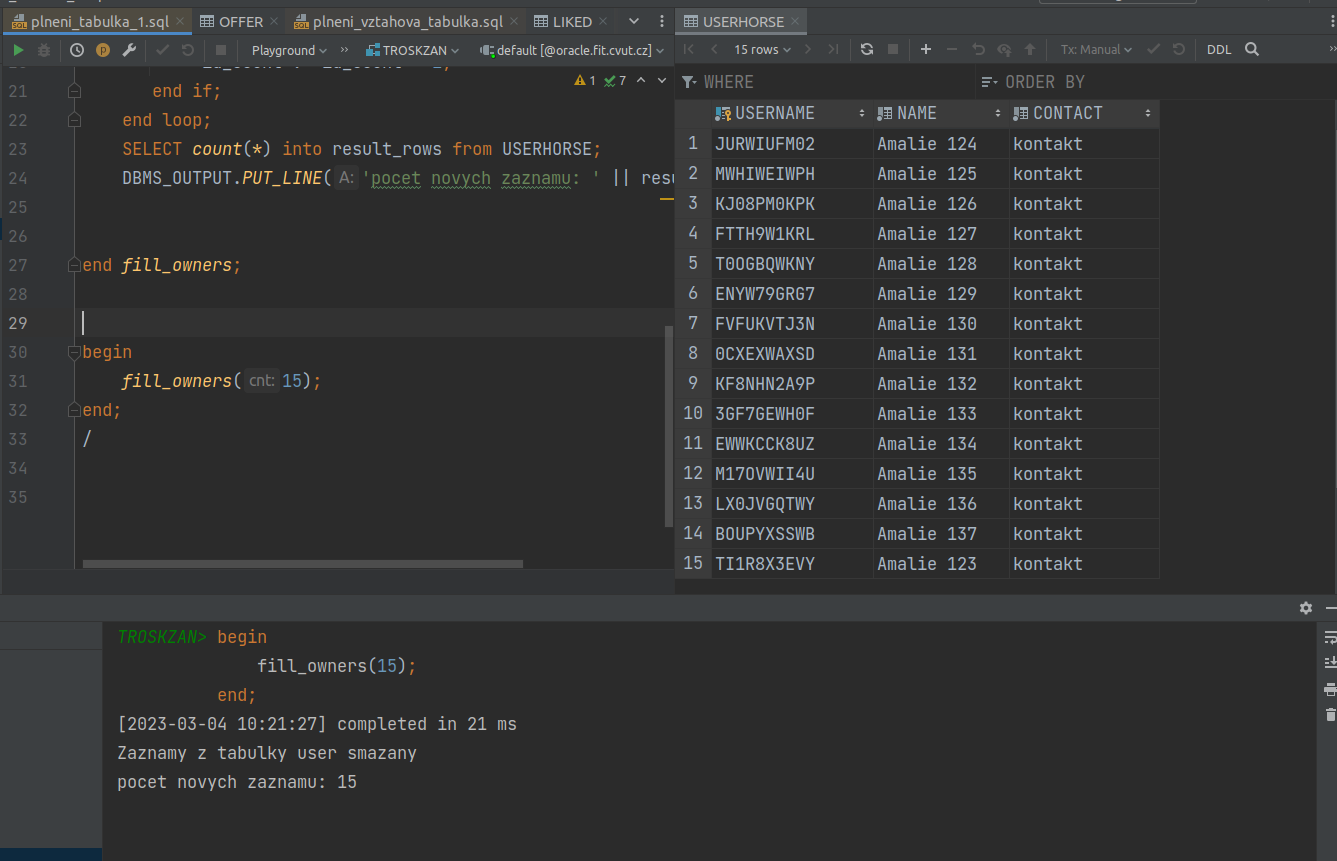 plneni_tabulka_1.sql OFFER plneni_vztahova_tabulka.sql LIKED USERHORSE
Playground TROSKZAN default [@oracle.fit.cvut.cz] 15 rows Tx: Manual DDL
1 7 WHERE ORDER BY
21 end if;
22 end loop;
23 SELECT count(*) into result_rows from USERHORSE;
24 DBMS_OUTPUT.PUT_LINE( A: 'pocet novych zaznamu: ' || resu
25
26
27 end fill_owners;
28
29
30 begin
31 fill_owners( cnt: 15);
32 end;
33 /
34
35
USERNAME NAME CONTACT
1 JURWIUFM02 Amalie 124 kontakt
2 MWHIWEIWPH Amalie 125 kontakt
3 KJ08PM0KPK Amalie 126 kontakt
4 FTTH9W1KRL Amalie 127 kontakt
5 T0OGBQWKNY Amalie 128 kontakt
6 ENYW79GRG7 Amalie 129 kontakt
7 FVFUKVTJ3N Amalie 130 kontakt
8 0CXEXWAXSD Amalie 131 kontakt
9 KF8NHN2A9P Amalie 132 kontakt
10 3GF7GEWH0F Amalie 133 kontakt
11 EWWKCCK8UZ Amalie 134 kontakt
12 M17OVWII4U Amalie 135 kontakt
13 LX0JVGQTWY Amalie 136 kontakt
14 BOUPYXSSWB Amalie 137 kontakt
15 TI1R8X3EVY Amalie 123 kontakt
TROSKZAN> begin
fill_owners(15);
end;
[2023-03-04 10:21:27] completed in 21 ms
Zaznamy z tabulky user smazany
pocet novych zaznamu: 15